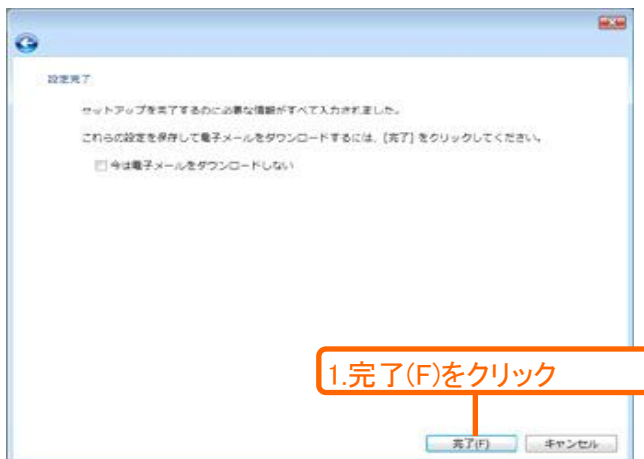 設定完了
セットアップを完了するのに必要な情報がすべて入力されました。
これらの設定を保存して電子メールをダウンロードするには、[完了] をクリックしてください。
今は電子メールをダウンロードしない
1.完了(F)をクリック
完了(F)
キャンセル